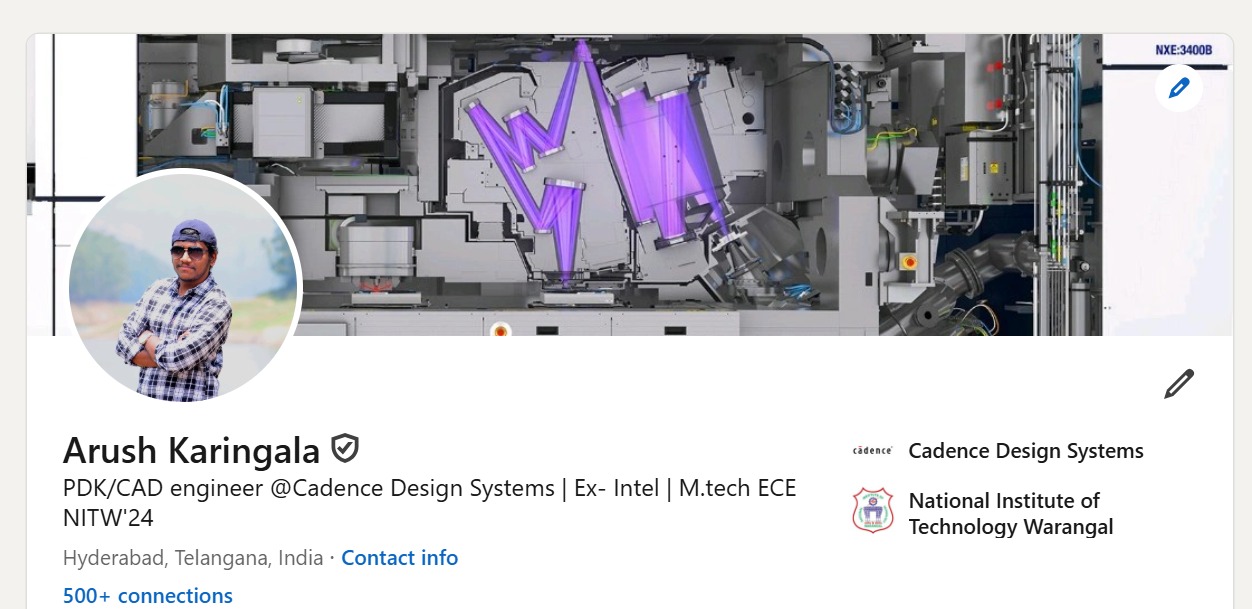 NXE:3400B
Arush Karingala
PDK/CAD engineer @Cadence Design Systems | Ex- Intel | M.tech ECE
NITW'24
Hyderabad, Telangana, India · Contact info
500+ connections
cādence
Cadence Design Systems
National Institute of
Technology Warangal